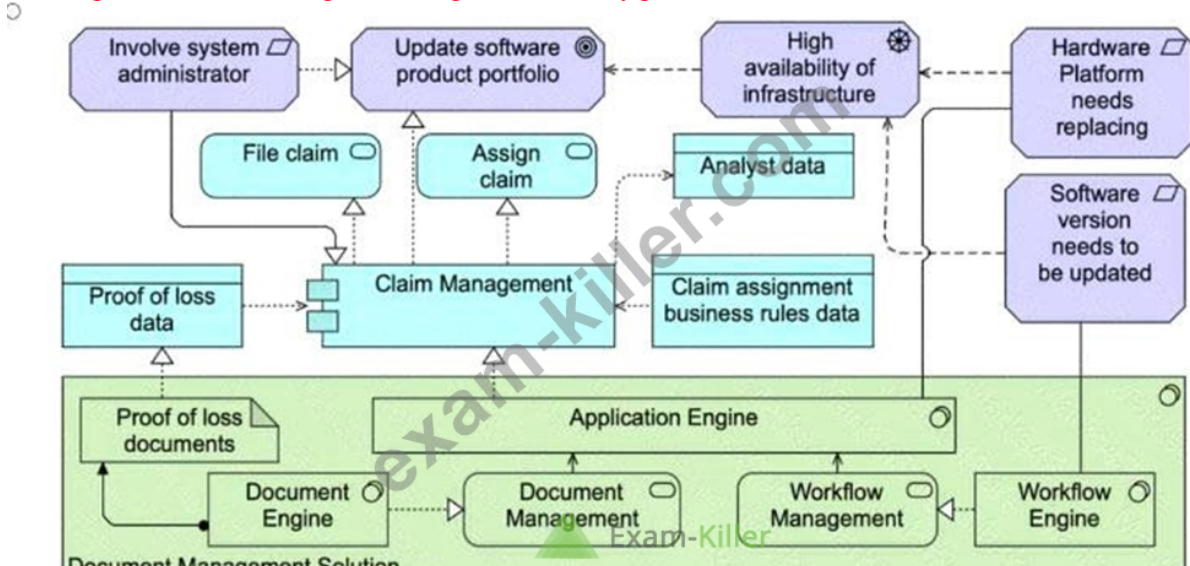 Involve system
administrator
Update software
product portfolio
High
availability of
infrastructure
Hardware
Platform
needs
replacing
File claim
Assign
claim
Analyst data
Software
version
needs to
be updated
Proof of loss
data
Claim Management
Claim assignment
business rules data
Proof of loss
documents
Application Engine
Document
Engine
Document
Management
Workflow
Management
Workflow
Engine
Document Management Solution
exam-killer.com
Exam-Killer